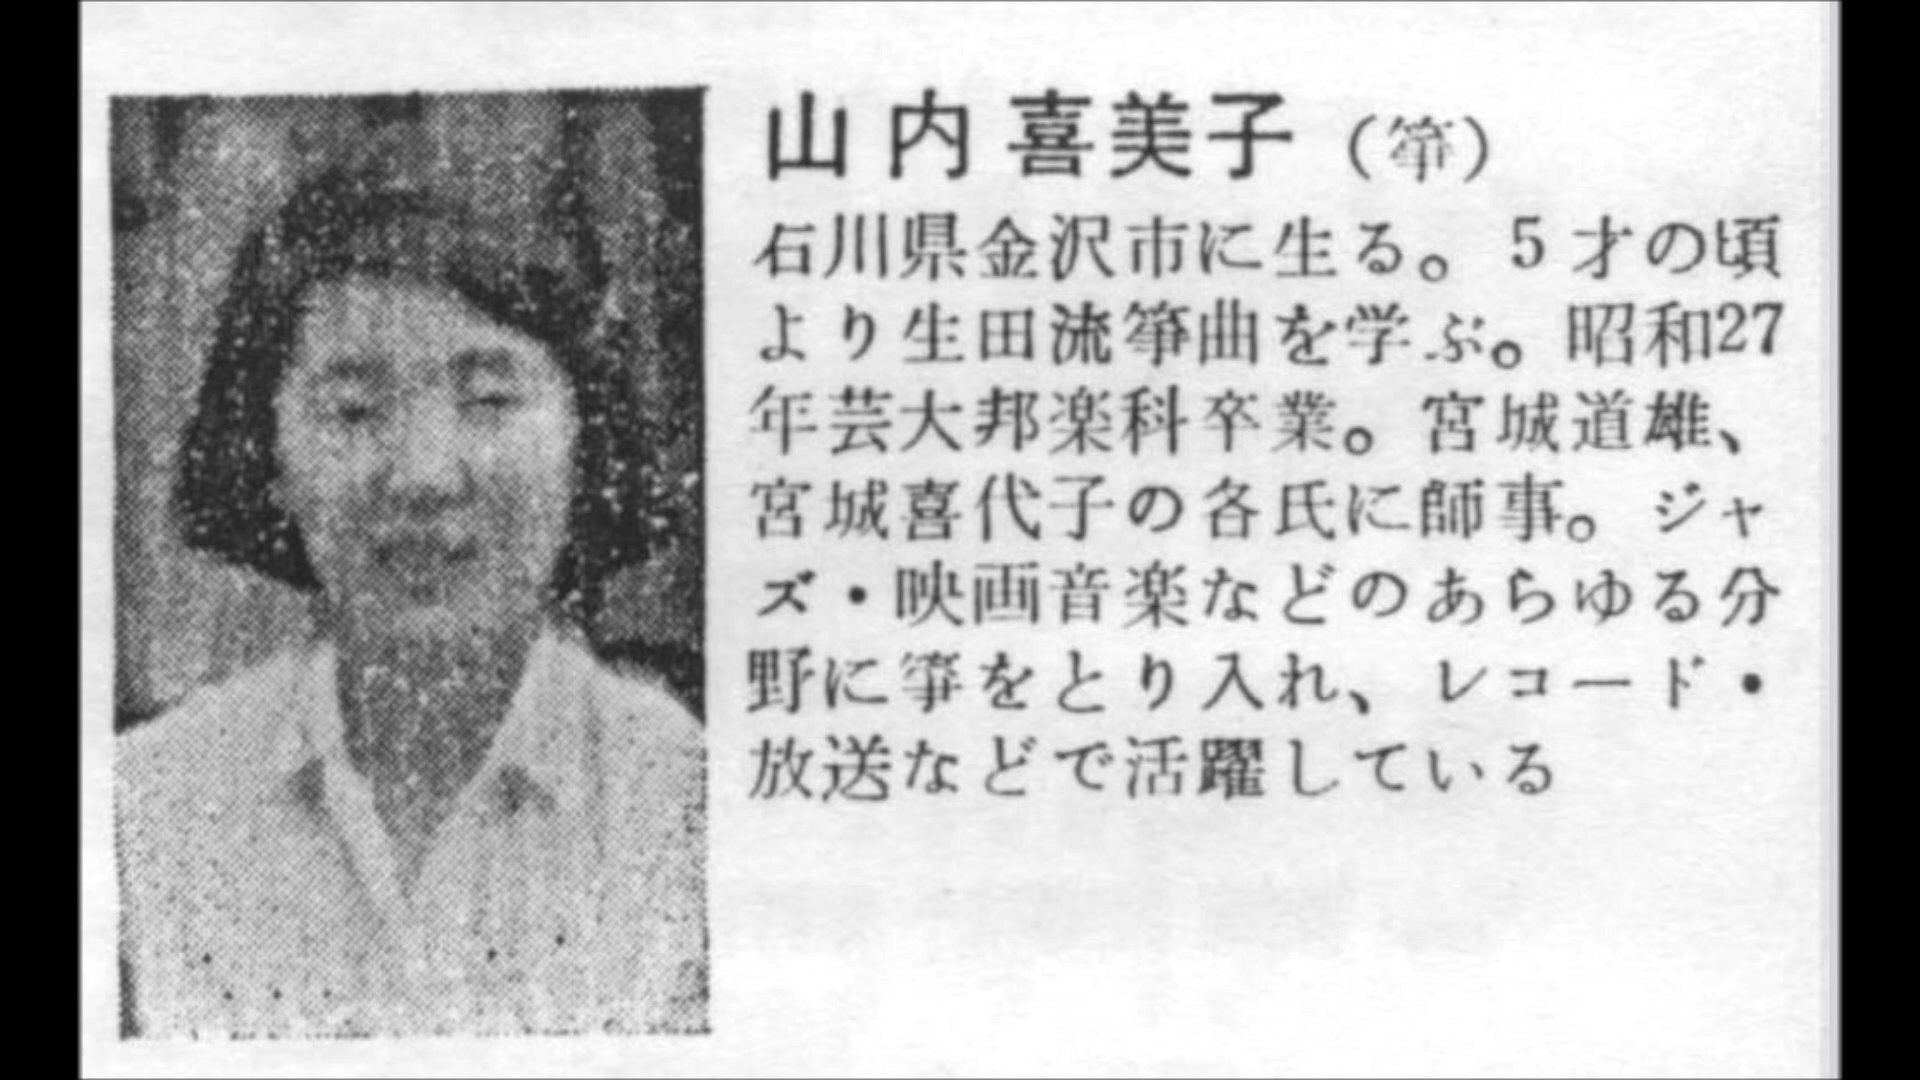 山内喜美子（箏）
石川県金沢市に生る。5才の頃
より生田流箏曲を学ぶ。昭和27
年芸大邦楽科卒業。宮城道雄、
宮城喜代子の各氏に師事。ジャ
ズ・映画音楽などのあらゆる分
野に箏をとり入れ、レコード・
放送などで活躍している